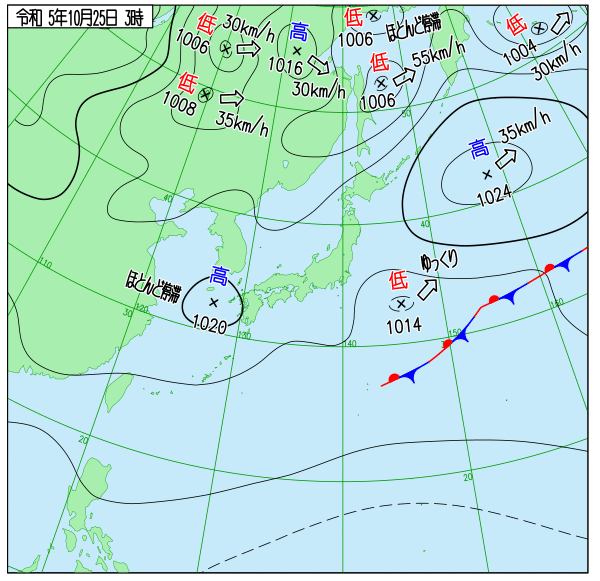 令和 5年10月25日 3時
低
1006
30km/h
高
1016
30km/h
低
1006
ほとんど停滞
低
1004
30km/h
低
1008
35km/h
低
1006
55km/h
50
高
1024
35km/h
40
40
低
1014
ゆっくり
高
1020
ほとんど停滞
110
30
120
130
140
150
160
20
20